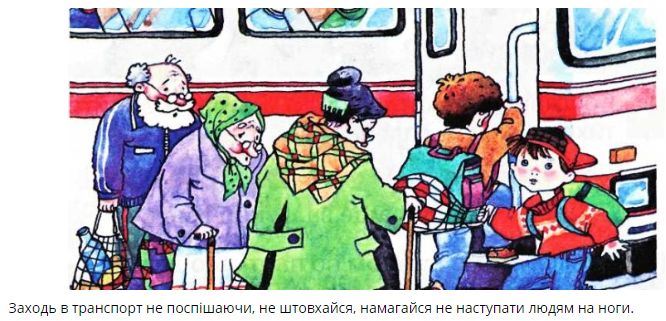 Заходь в транспорт не поспішаючи, не штовхайся, намагайся не наступати людям на ноги.